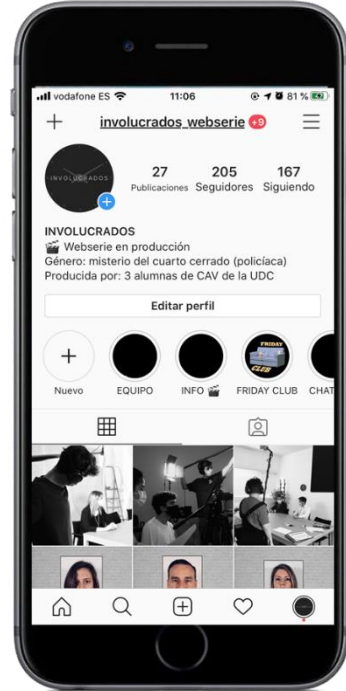 vodafone ES 11:06 81 %
involucrados_webserie +9
INVOLUCRADOS
27 205 167
Publicaciones Seguidores Siguiendo
INVOLUCRADOS
Webserie en producción
Género: misterio del cuarto cerrado (policíaca)
Producida por: 3 alumnas de CAV de la UDC
Editar perfil
FRIDAY
CLUB
Nuevo EQUIPO INFO FRIDAY CLUB CHAT